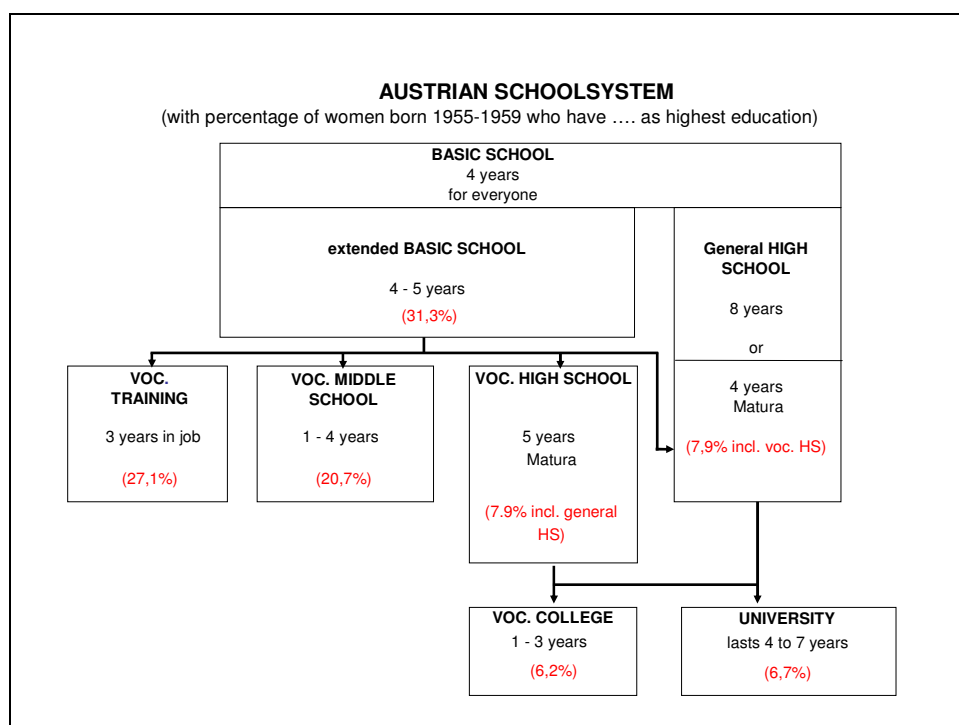 AUSTRIAN SCHOOLSYSTEM
(with percentage of women born 1955-1959 who have …. as highest education)
BASIC SCHOOL
4 years
for everyone
extended BASIC SCHOOL
4 - 5 years
(31,3%)
General HIGH
SCHOOL
8 years
or
4 years
Matura
(7,9% incl. voc. HS)
VOC.
TRAINING
3 years in job
(27,1%)
VOC. MIDDLE
SCHOOL
1 - 4 years
(20,7%)
VOC. HIGH SCHOOL
5 years
Matura
(7.9% incl. general
HS)
VOC. COLLEGE
1 - 3 years
(6,2%)
UNIVERSITY
lasts 4 to 7 years
(6,7%)